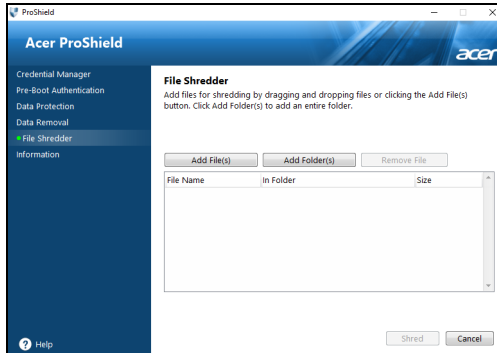 ProShield
Acer ProShield
acer
Credential Manager
Pre-Boot Authentication
Data Protection
Data Removal
File Shredder
Information
File Shredder
Add files for shredding by dragging and dropping files or clicking the Add File(s)
button. Click Add Folder(s) to add an entire folder.
Add File(s) Add Folder(s) Remove File
File Name In Folder Size
Shred Cancel
? Help